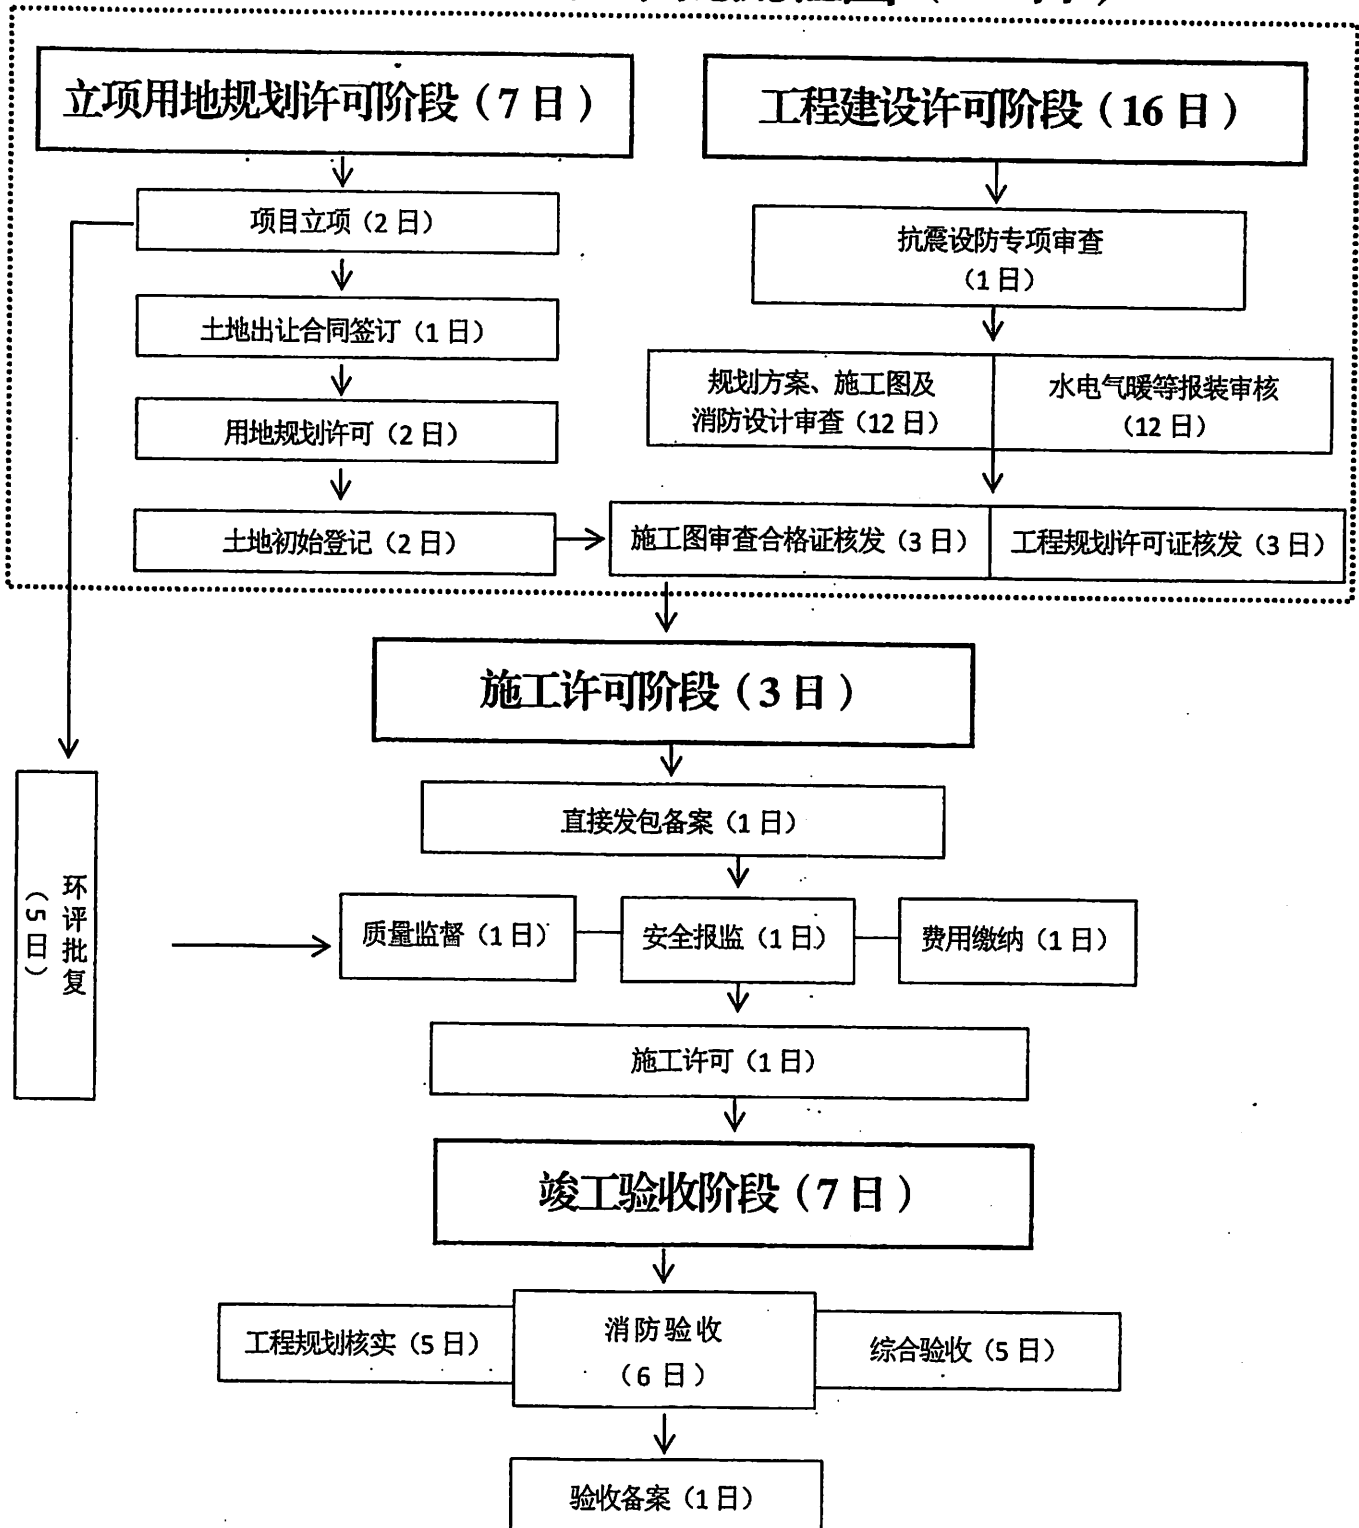 立项用地规划许可阶段（7日）
项目立项（2日）
土地出让合同签订（1日）
用地规划许可（2日）
土地初始登记（2日）
工程建设许可阶段（16日）
抗震设防专项审查
（1日）
规划方案、施工图及
消防设计审查（12日）
水电气暖等报装审核
（12日）
施工图审查合格证核发（3日）
工程规划许可证核发（3日）
施工许可阶段（3日）
直接发包备案（1日）
环评批复
（5日）
质量监督（1日）
安全报监（1日）
费用缴纳（1日）
施工许可（1日）
竣工验收阶段（7日）
工程规划核实（5日）
消防验收
（6日）
综合验收（5日）
验收备案（1日）